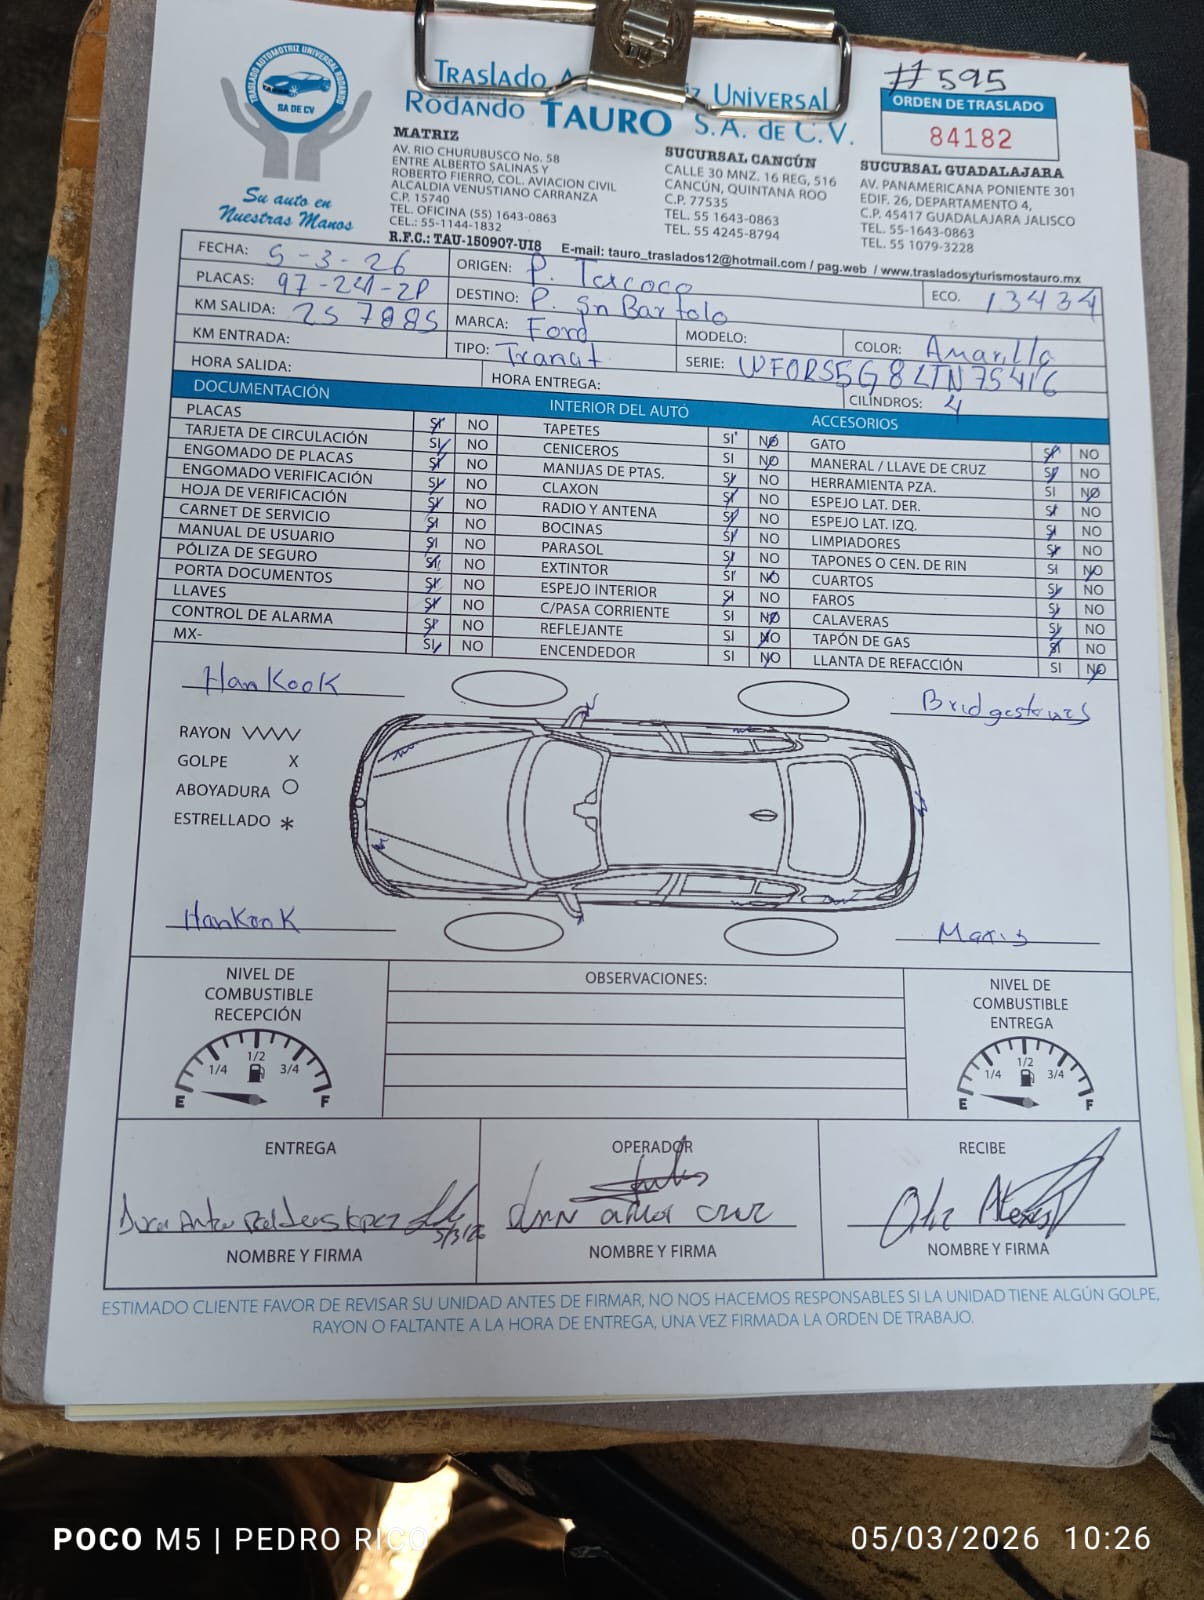 #595
TRASLADO AUTOMOTRIZ UNIVERSAL RODANDO
SA DE CV
Su auto en
Nuestras Manos
TRASLADO A Z UNIVERSAL
RODANDO TAURO S.A. DE C.V.
ORDEN DE TRASLADO
84182
MATRIZ
AV. RIO CHURUBUSCO No. 58
ENTRE ALBERTO SALINAS Y
ROBERTO FIERRO, COL. AVIACION CIVIL
ALCALDIA VENUSTIANO CARRANZA
C.P. 15740
TEL. OFICINA (55) 1643-0863
CEL.: 55-1144-1832
R.F.C.: TAU-150907-UI8
SUCURSAL CANCÚN
CALLE 30 MNZ. 16 REG, 516
CANCÚN, QUINTANA ROO
C.P. 77535
TEL. 55 1643-0863
TEL. 55 4245-8794
SUCURSAL GUADALAJARA
AV. PANAMERICANA PONIENTE 301
EDIF. 26, DEPARTAMENTO 4,
C.P. 45417 GUADALAJARA JALISCO
TEL. 55-1643-0863
TEL. 55 1079-3228
E-mail: tauro_traslados12@hotmail.com / pag.web / www.trasladosyturismostauro.mx
FECHA: 5-3-26
ORIGEN: P. Texcoco
ECO. 13434
PLACAS: 97-241-2P
DESTINO: P. Sn Bartolo
KM SALIDA: 257885
MARCA: Ford
MODELO:
COLOR: Amarilla
KM ENTRADA:
TIPO: Tranat
SERIE: WFORS5G8LTN75416
HORA SALIDA:
HORA ENTREGA:
CILINDROS: 4
DOCUMENTACIÓN
INTERIOR DEL AUTÓ
ACCESORIOS
PLACAS SI NO
TARJETA DE CIRCULACIÓN SI NO
ENGOMADO DE PLACAS SI NO
ENGOMADO VERIFICACIÓN SI NO
HOJA DE VERIFICACIÓN SI NO
CARNET DE SERVICIO SI NO
MANUAL DE USUARIO SI NO
PÓLIZA DE SEGURO SI NO
PORTA DOCUMENTOS SI NO
LLAVES SI NO
CONTROL DE ALARMA SI NO
MX- SI NO
TAPETES SI NO
CENICEROS SI NO
MANIJAS DE PTAS. SI NO
CLAXON SI NO
RADIO Y ANTENA SI NO
BOCINAS SI NO
PARASOL SI NO
EXTINTOR SI NO
ESPEJO INTERIOR SI NO
C/PASA CORRIENTE SI NO
REFLEJANTE SI NO
ENCENDEDOR SI NO
GATO SI NO
MANERAL / LLAVE DE CRUZ SI NO
HERRAMIENTA PZA. SI NO
ESPEJO LAT. DER. SI NO
ESPEJO LAT. IZQ. SI NO
LIMPIADORES SI NO
TAPONES O CEN. DE RIN SI NO
CUARTOS SI NO
FAROS SI NO
CALAVERAS SI NO
TAPÓN DE GAS SI NO
LLANTA DE REFACCIÓN SI NO
HanKooK
Bridgestones
RAYON
GOLPE X
ABOYADURA O
ESTRELLADO *
HanKooK
Maxis
NIVEL DE
COMBUSTIBLE
RECEPCIÓN
E 1/4 1/2 3/4 F
OBSERVACIONES:
NIVEL DE
COMBUSTIBLE
ENTREGA
E 1/4 1/2 3/4 F
ENTREGA
OPERADOR
RECIBE
5/3/26
cruz
NOMBRE Y FIRMA
NOMBRE Y FIRMA
NOMBRE Y FIRMA
ESTIMADO CLIENTE FAVOR DE REVISAR SU UNIDAD ANTES DE FIRMAR, NO NOS HACEMOS RESPONSABLES SI LA UNIDAD TIENE ALGÚN GOLPE,
RAYON O FALTANTE A LA HORA DE ENTREGA, UNA VEZ FIRMADA LA ORDEN DE TRABAJO.
POCO M5 | PEDRO RICO
05/03/2026 10:26